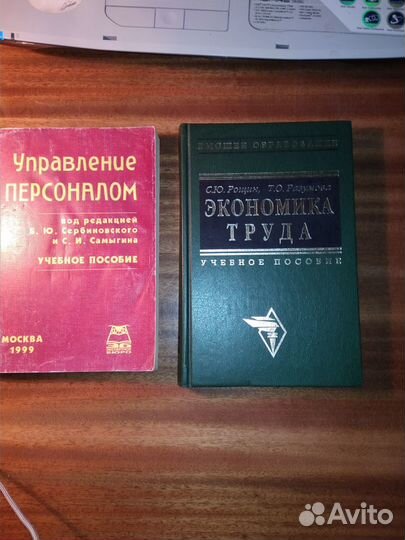 Управление
ПЕРСОНАЛОМ
под редакцией
Б. Ю. Сербиновского
и С. И. Самыгина
УЧЕБНОЕ ПОСОБИЕ
МОСКВА
1999
ВЫСШЕЕ ОБРАЗОВАНИЕ
С.Ю. Рощин, Т.О. Разумова
ЭКОНОМИКА
ТРУДА
УЧЕБНОЕ ПОСОБИЕ
Avito